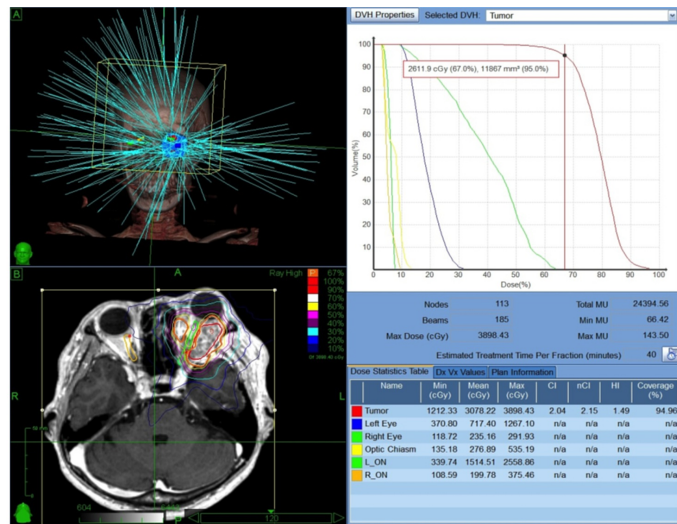 A
DVH Properties Selected DVH: Tumor
2611.9 cGy (67.0%), 11867 mm³ (95.0%)
Volume(%)
100
90
80
70
60
50
40
30
20
10
0 10 20 30 40 50 60 70 80 90 100
Dose(%)
B
A
Ray High
P 67%
100%
90%
70%
60%
50%
40%
30%
20%
10%
R
L
604
120
Nodes 113 Total MU 24394.56
Beams 185 Min MU 66.42
Max Dose (cGy) 3898.43 Max MU 143.50
Estimated Treatment Time Per Fraction (minutes) 40
Dose Statistics Table Dx Vx Values Plan Information
Name Min (cGy) Mean (cGy) Max (cGy) CI nCI HI Coverage (%)
Tumor 1212.33 3078.22 3898.43 2.04 2.15 1.49 94.96
Left Eye 370.80 717.40 1267.10 n/a n/a n/a n/a
Right Eye 118.72 235.16 291.93 n/a n/a n/a n/a
Optic Chiasm 135.18 276.89 535.19 n/a n/a n/a n/a
L_ON 339.74 1514.51 2558.86 n/a n/a n/a n/a
R_ON 108.59 199.78 375.46 n/a n/a n/a n/a